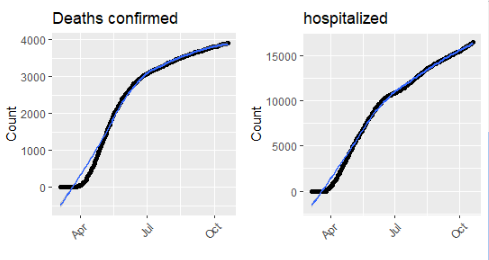 Deaths confirmed
Count
4000
3000
2000
1000
0
Apr
Jul
Oct
hospitalized
Count
15000
10000
5000
0
Apr
Jul
Oct